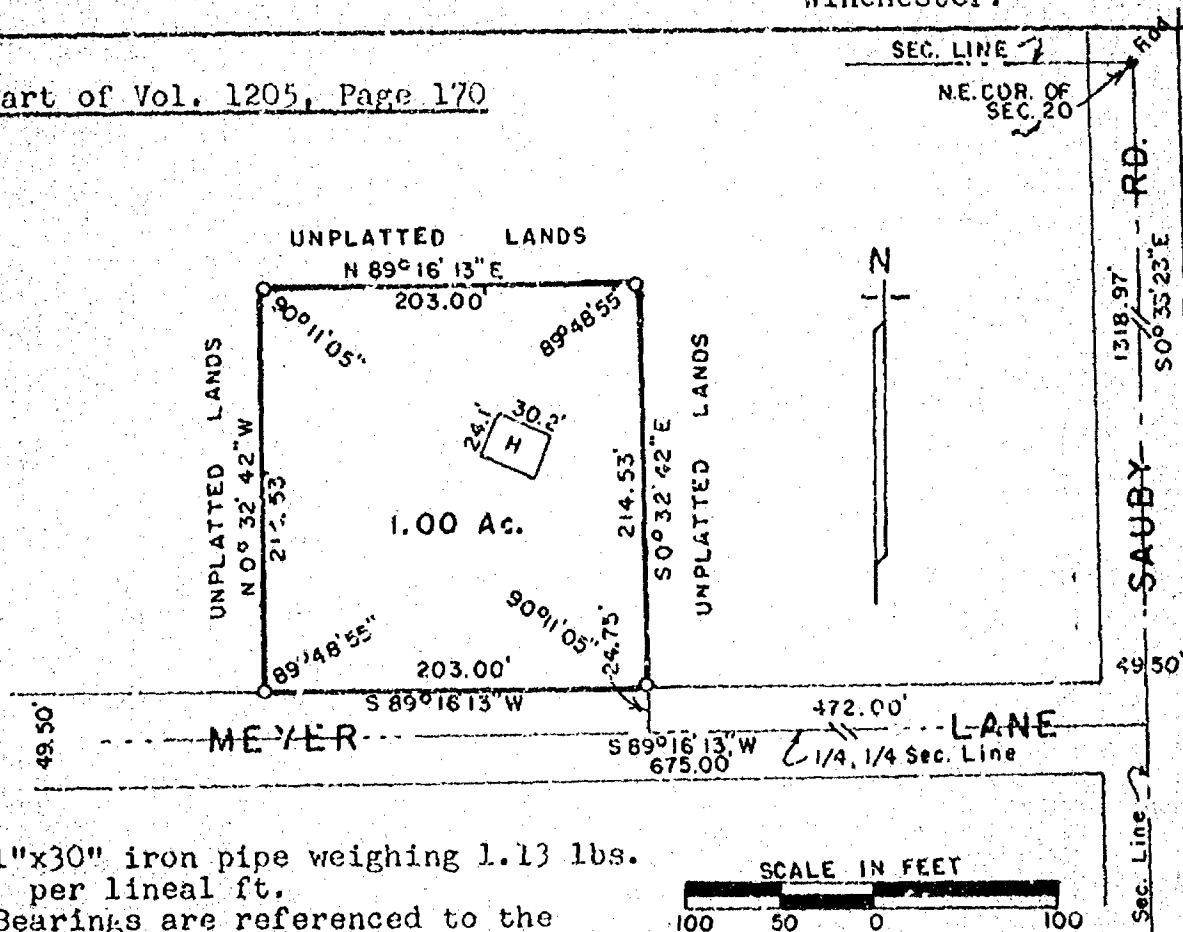 Winchester.
art of Vol. 1205, Page 170
SEC. LINE
N.E. COR. OF
SEC. 20
UNPLATTED LANDS
N 89° 16' 13" E
203.00'
90°11'05"
89°48'55"
UNPLATTED LANDS
N 0° 32' 42" W
30.2'
24.1'
H
1.00 Ac.
214.53'
S 0° 32' 42" E
UNPLATTED LANDS
N
1318.97'
S 0° 35' 23" E
SAUBY RD.
89°48'55"
90°11'05"
24.75'
203.00'
S 89° 16' 13" W
49.50'
49.50'
MEYER LANE
472.00'
S 89° 16' 13" W
675.00'
1/4, 1/4 Sec. Line
Sec. Line
1"x30" iron pipe weighing 1.13 lbs.
per lineal ft.
Bearings are referenced to the
SCALE IN FEET
100 50 0 100